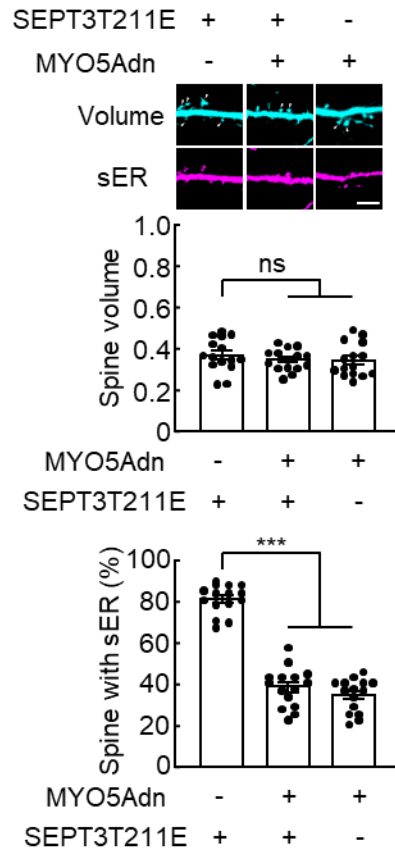 SEPT3T211E + + -
MYO5Adn - + +
Volume
sER
1.0
ns
0.8
0.6
0.4
0.2
0
Spine volume
MYO5Adn - + +
SEPT3T211E + + -
100
***
80
60
40
20
0
Spine with sER (%)
MYO5Adn - + +
SEPT3T211E + + -